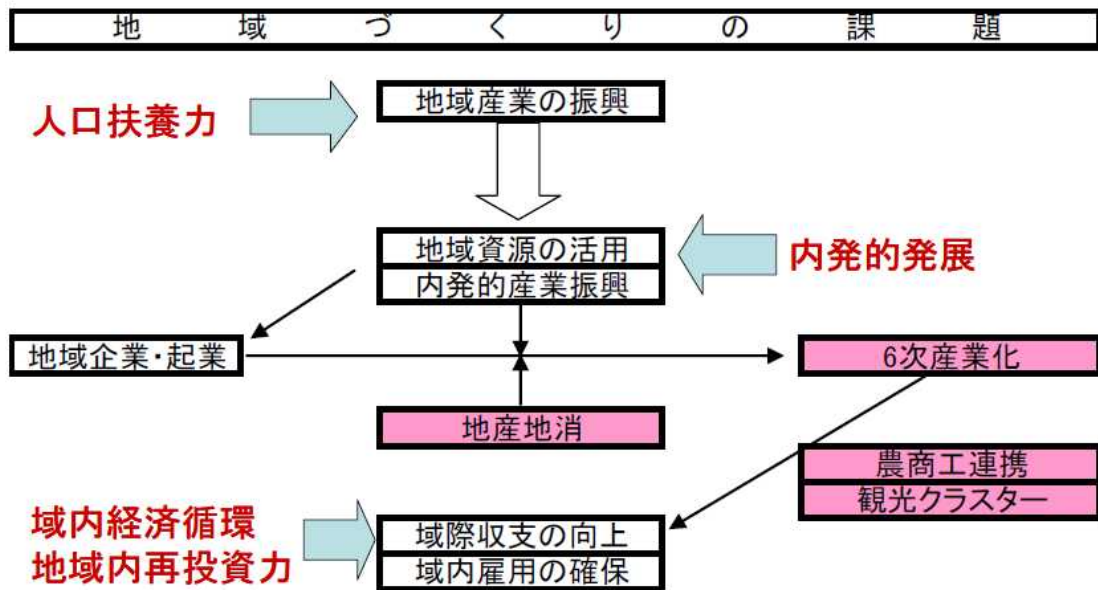 地域づくりの課題
人口扶養力
地域産業の振興
地域資源の活用
内発的産業振興
内発的発展
地域企業・起業
6次産業化
地産地消
農商工連携
観光クラスター
域内経済循環
地域内再投資力
域際収支の向上
域内雇用の確保